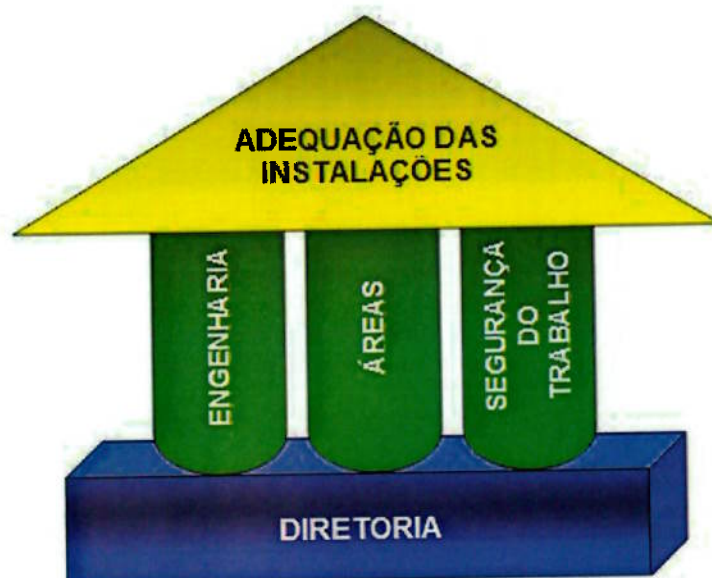 ADEQUAÇÃO DAS
INSTALAÇÕES
ENGENHARIA
ÁREAS
SEGURANÇA
DO
TRABALHO
DIRETORIA